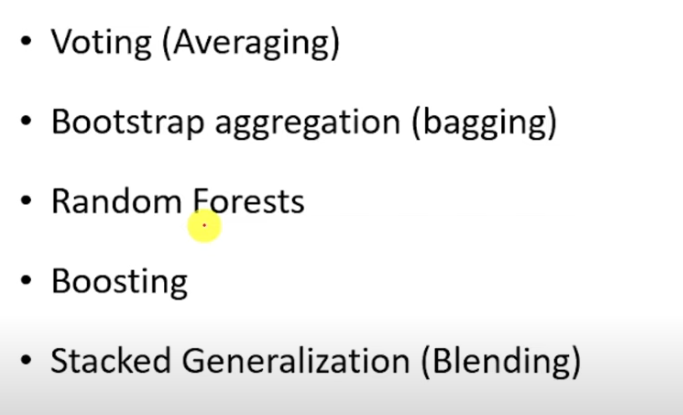 • Voting (Averaging)
• Bootstrap aggregation (bagging)
• Random Forests
• Boosting
• Stacked Generalization (Blending)